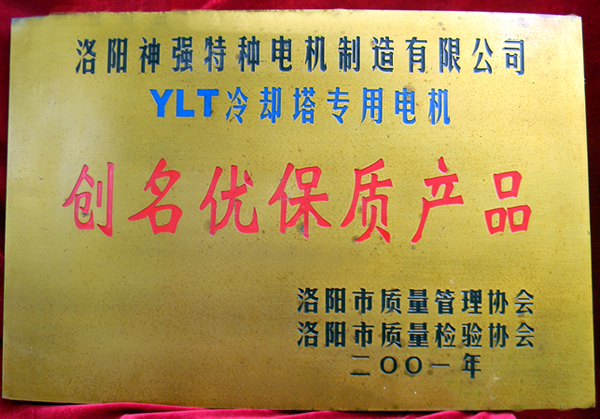 洛阳神强特种电机制造有限公司
YLT冷却塔专用电机
创名优保质产品
洛阳市质量管理协会
洛阳市质量检验协会
二〇〇一年